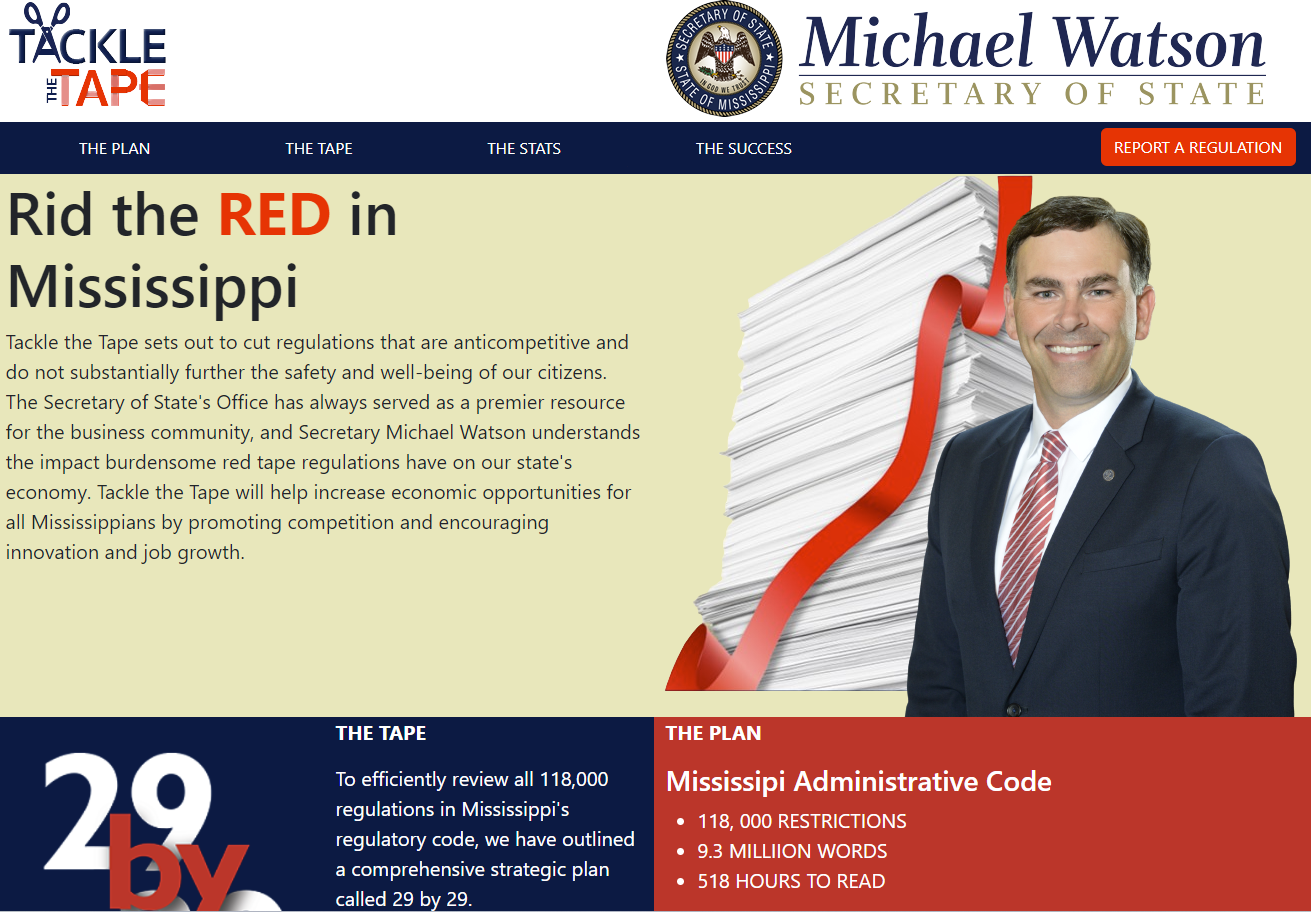 TACKLE
THE TAPE
SECRETARY OF STATE
IN GOD WE TRUST
STATE OF MISSISSIPPI
Michael Watson
SECRETARY OF STATE
THE PLAN
THE TAPE
THE STATS
THE SUCCESS
REPORT A REGULATION
Rid the RED in
Mississippi
Tackle the Tape sets out to cut regulations that are anticompetitive and
do not substantially further the safety and well-being of our citizens.
The Secretary of State's Office has always served as a premier resource
for the business community, and Secretary Michael Watson understands
the impact burdensome red tape regulations have on our state's
economy. Tackle the Tape will help increase economic opportunities for
all Mississippians by promoting competition and encouraging
innovation and job growth.
29
by
THE TAPE
To efficiently review all 118,000
regulations in Mississippi's
regulatory code, we have outlined
a comprehensive strategic plan
called 29 by 29.
THE PLAN
Mississipi Administrative Code
• 118, 000 RESTRICTIONS
• 9.3 MILLIION WORDS
• 518 HOURS TO READ